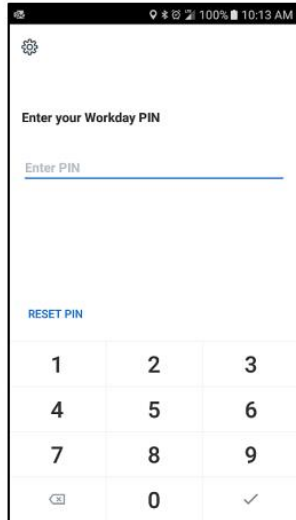 100% 10:13 AM
Enter your Workday PIN
Enter PIN
RESET PIN
1 2 3
4 5 6
7 8 9
0